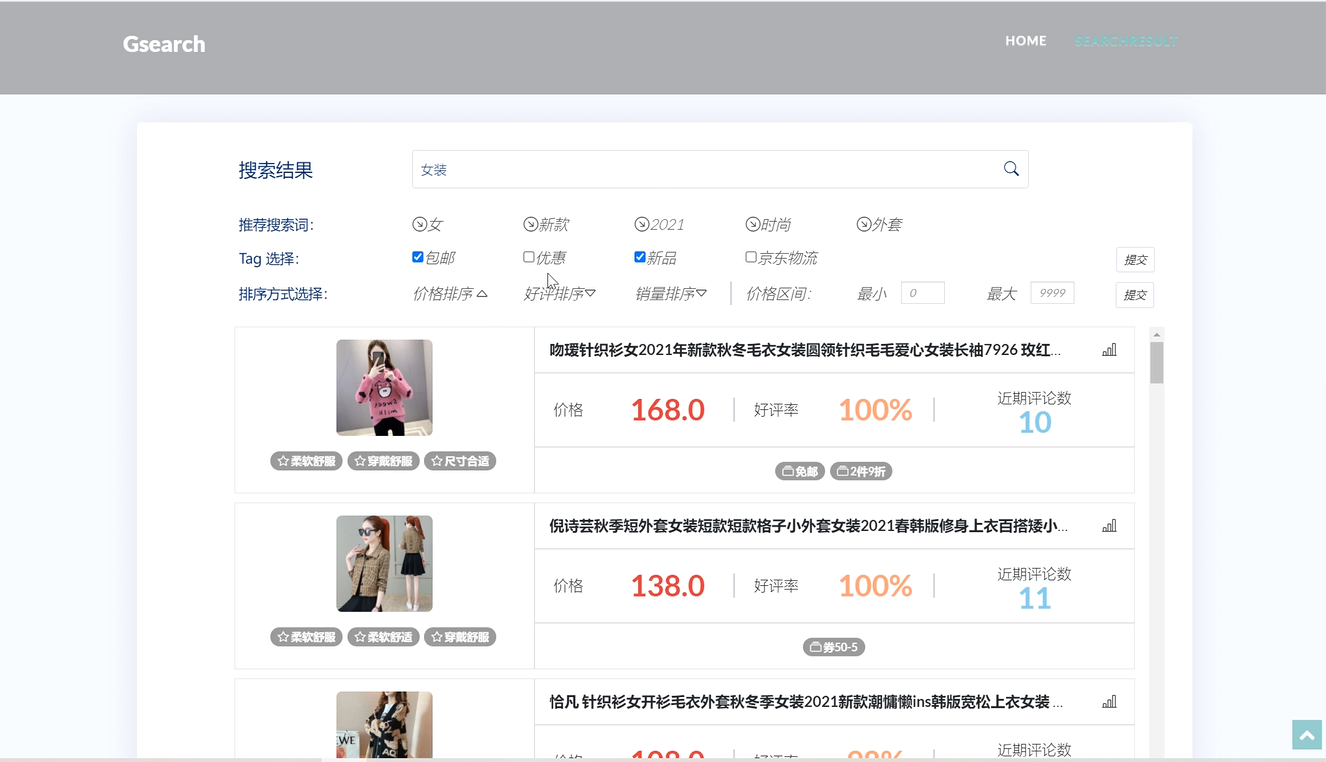 Gsearch
HOME SEARCHRESULT
搜索结果 女装
推荐搜索词: 女 新款 2021 时尚 外套
Tag 选择: 包邮 优惠 新品 京东物流 提交
排序方式选择: 价格排序 好评排序 销量排序 价格区间: 最小 0 最大 9999 提交
吻瑷针织衫女2021年新款秋冬毛衣女装圆领针织毛毛爱心女装长袖7926 玫红...
价格 168.0 好评率 100% 近期评论数
10
柔软舒服 穿戴舒服 尺寸合适
免邮 2件9折
倪诗芸秋季短外套女装短款短款格子小外套女装2021春韩版修身上衣百搭矮小...
价格 138.0 好评率 100% 近期评论数
11
柔软舒服 柔软舒适 穿戴舒服
券50-5
恰凡 针织衫女开衫毛衣外套秋冬季女装2021新款潮慵懒ins韩版宽松上衣女装 ...
近期评论数